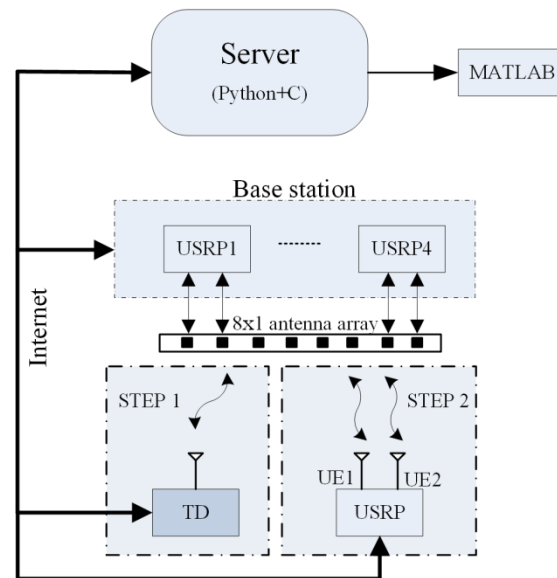 Server
(Python+C)
MATLAB
Base station
USRP1
USRP4
Internet
8x1 antenna array
STEP 1
STEP 2
UE1
UE2
TD
USRP